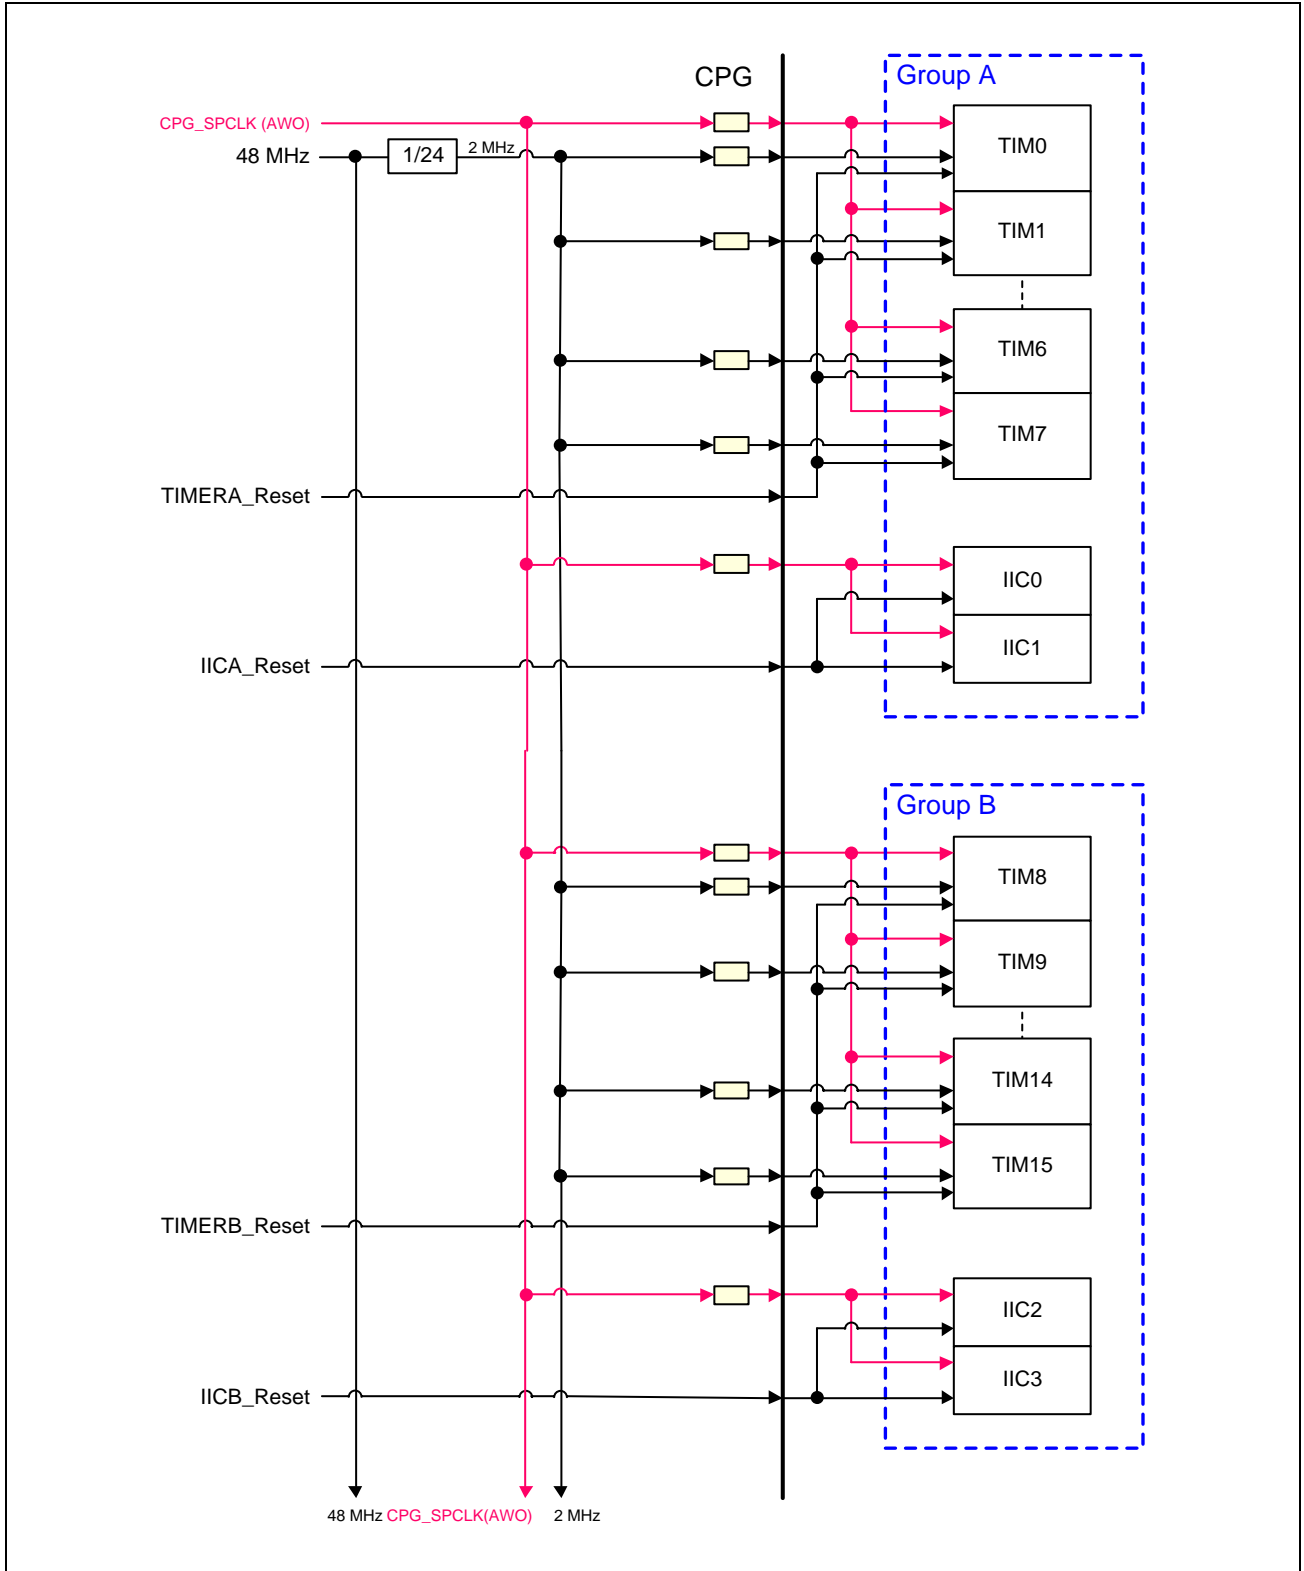 CPG
Group A
CPG_SPCLK (AWO)
48 MHz
1/24
2 MHz
TIM0
TIM1
TIM6
TIM7
TIMERA_Reset
IIC0
IIC1
IICA_Reset
Group B
TIM8
TIM9
TIM14
TIM15
TIMERB_Reset
IIC2
IIC3
IICB_Reset
48 MHz CPG_SPCLK(AWO) 2 MHz